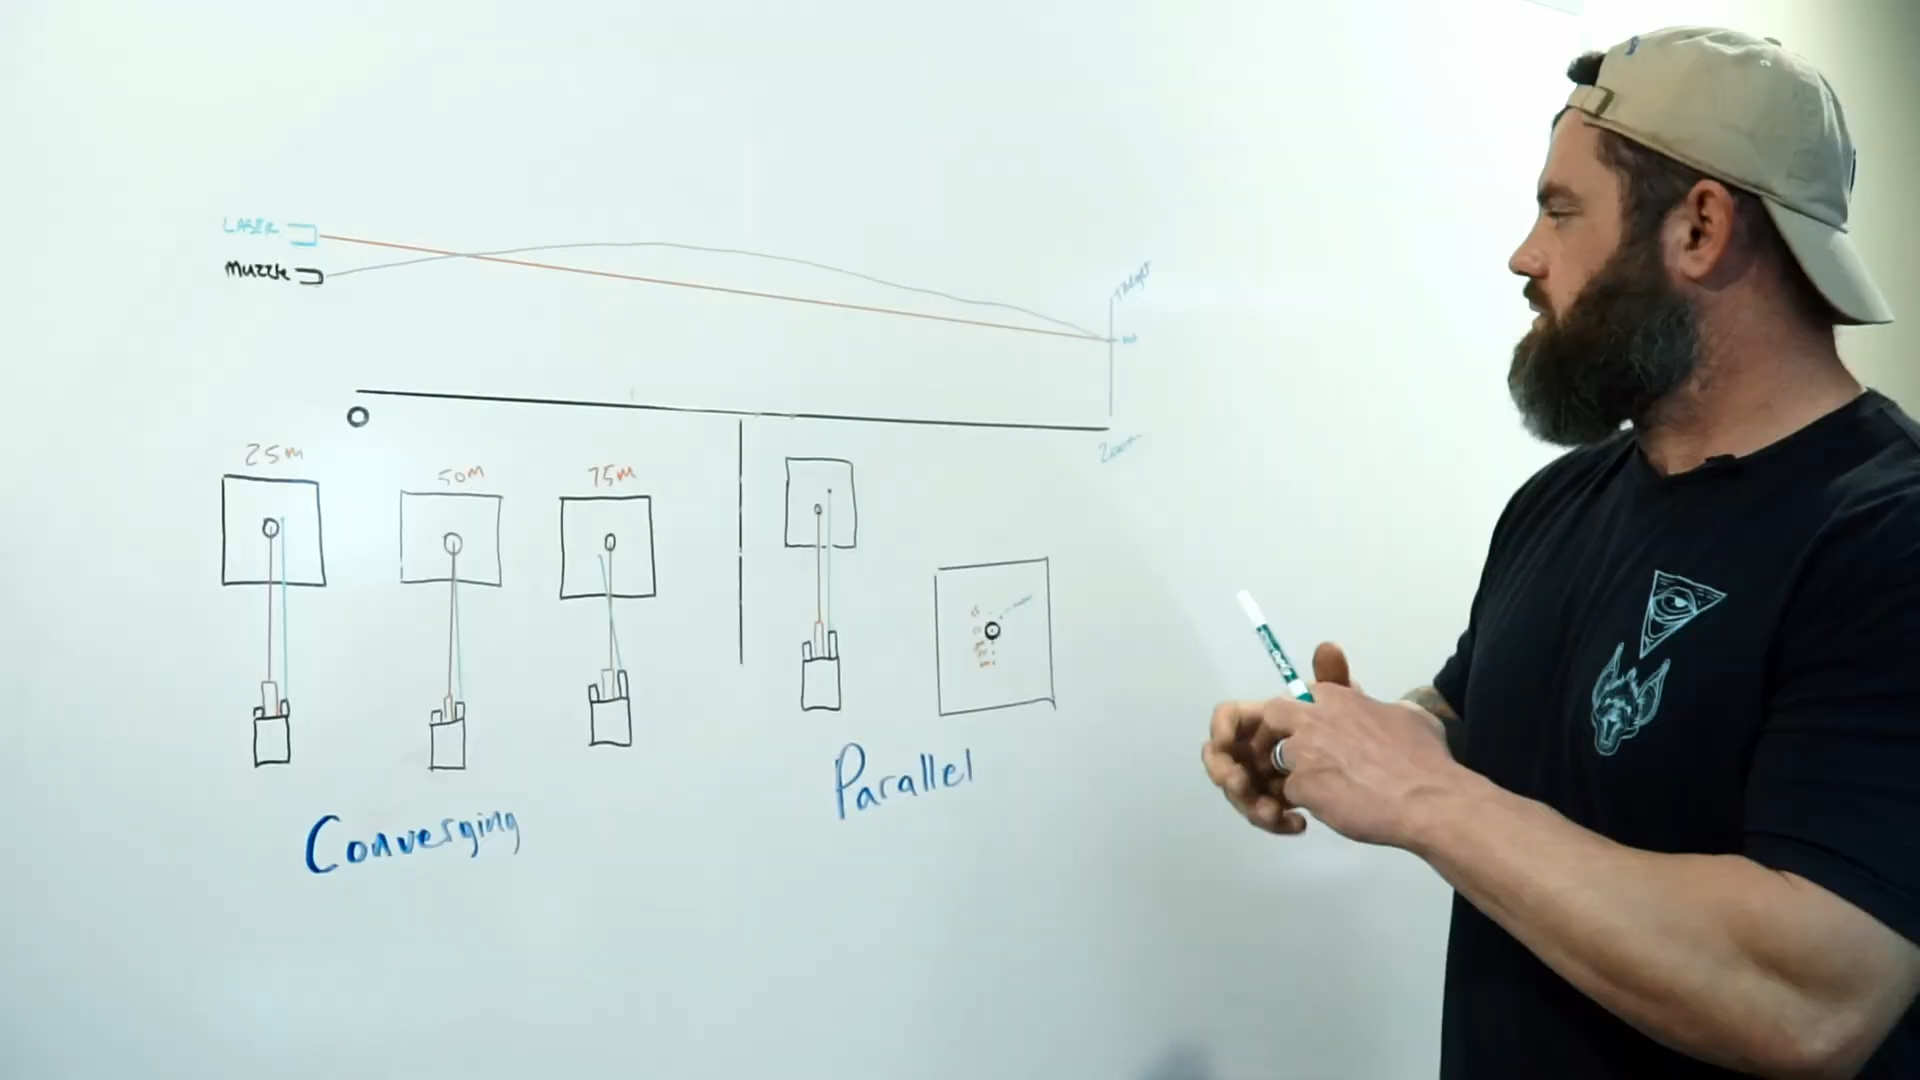 LASER
Muzzle
Target
25m
50m
75m
Converging
Parallel